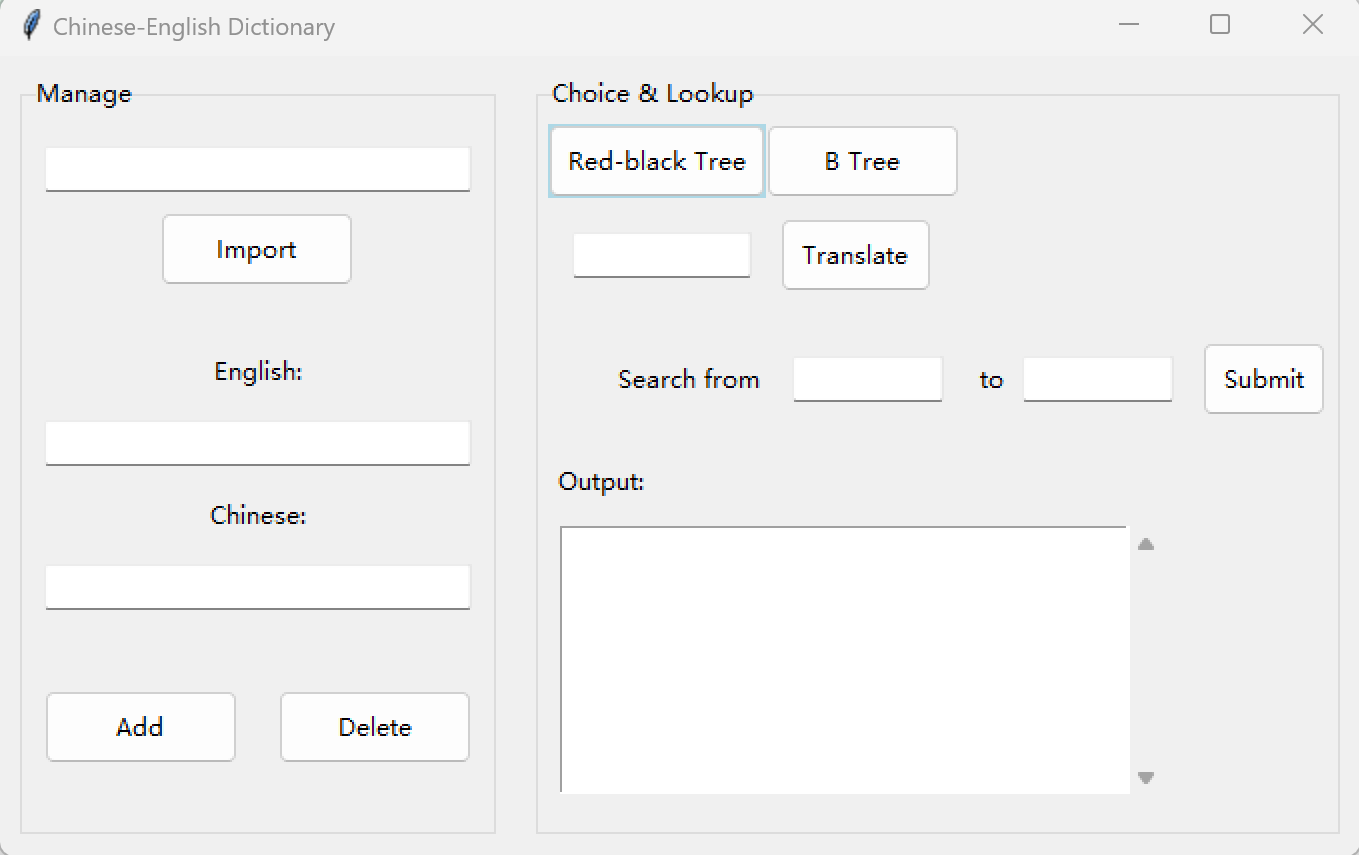 Chinese-English Dictionary
Manage
Import
English:
Chinese:
Add Delete
Choice & Lookup
Red-black Tree B Tree
Translate
Search from to Submit
Output: